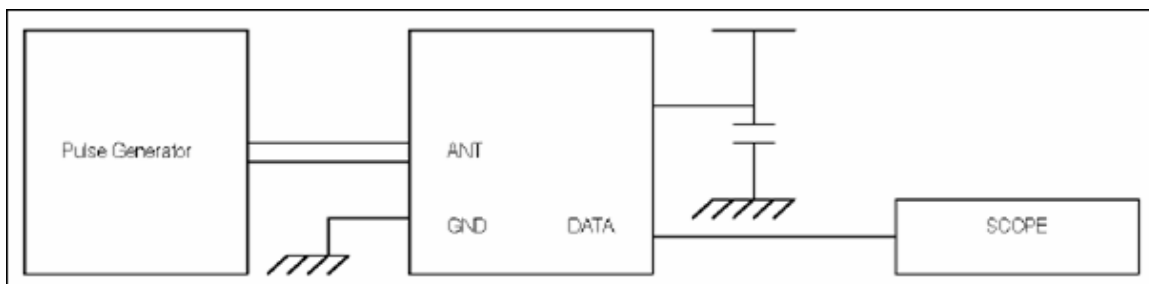 Pulse Generator
ANT
GND
DATA
SCOPE